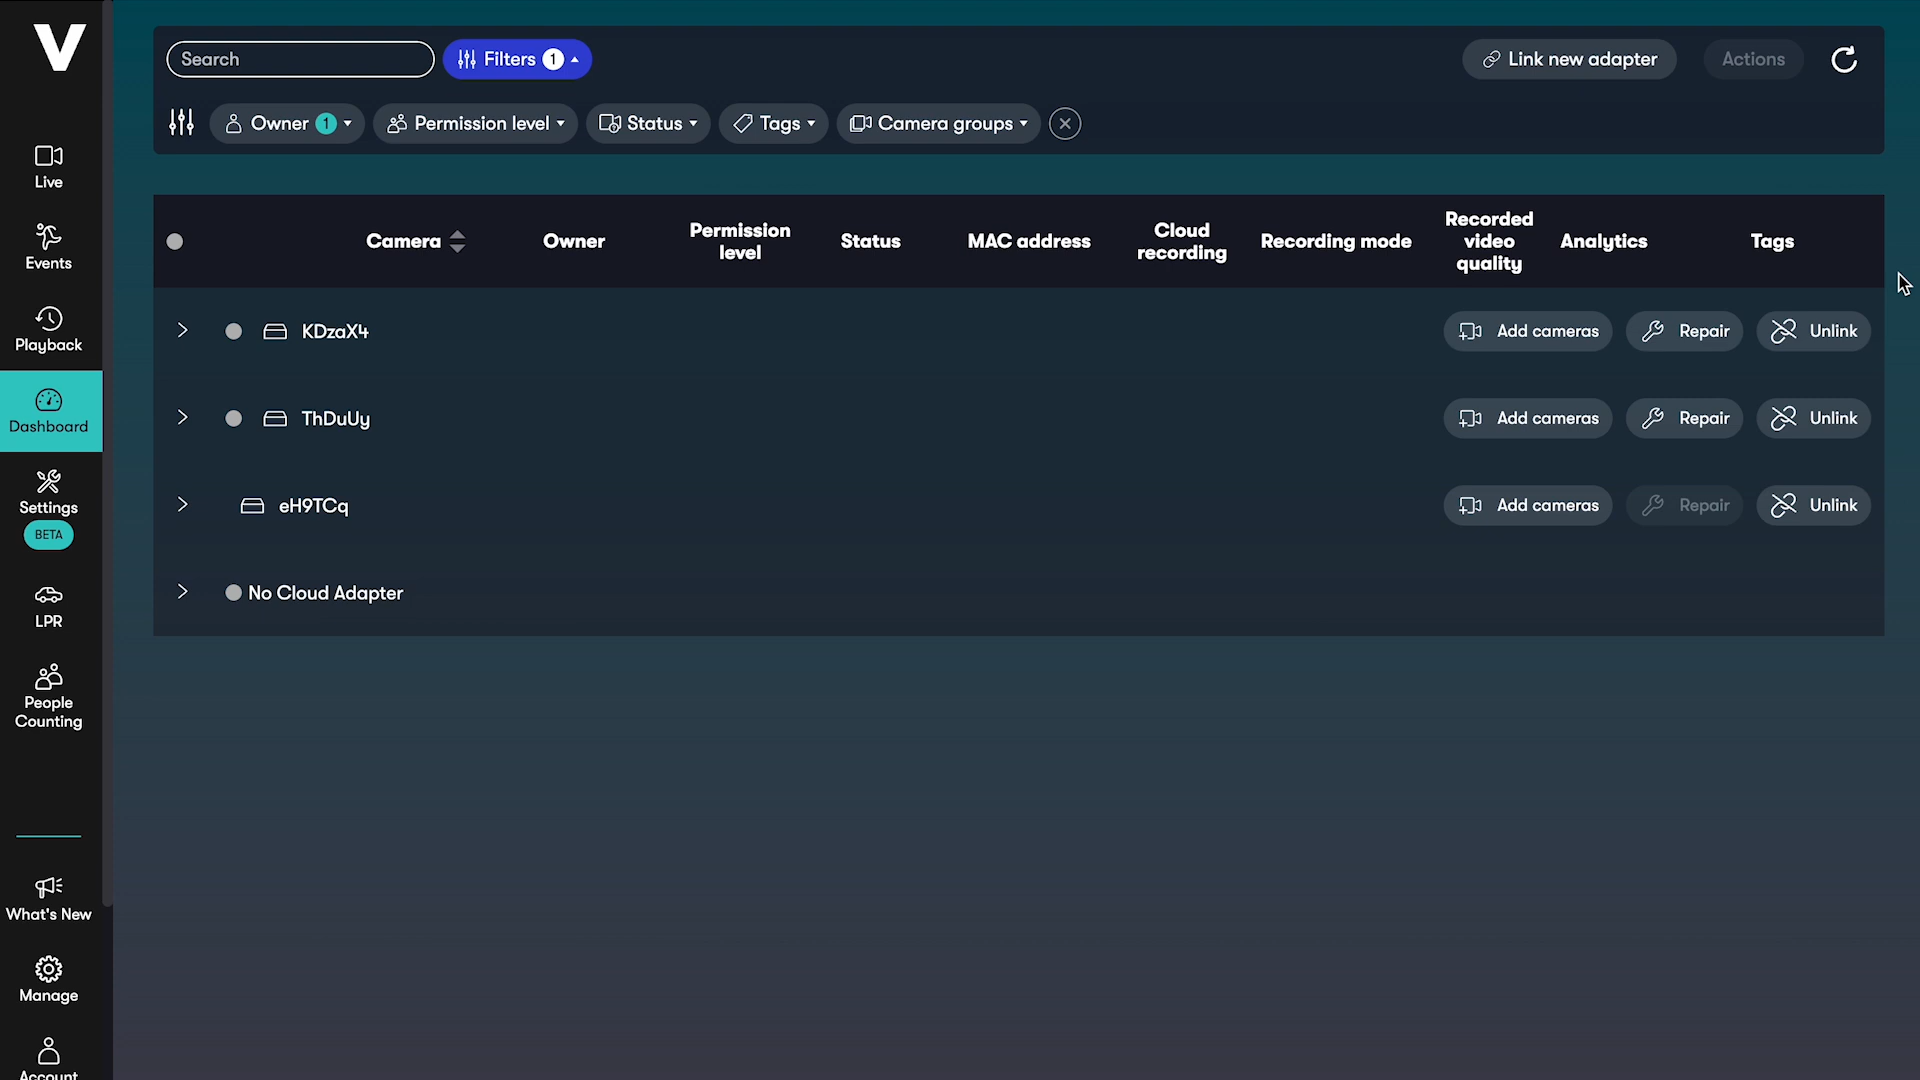 V
Search
Filters 1
Link new adapter
Actions
Owner 1
Permission level
Status
Tags
Camera groups
Live
Events
Playback
Dashboard
Settings
BETA
LPR
People
Counting
What's New
Manage
Account
Camera
Owner
Permission
level
Status
MAC address
Cloud
recording
Recording mode
Recorded
video
quality
Analytics
Tags
KDzaX4
Add cameras
Repair
Unlink
ThDuUy
Add cameras
Repair
Unlink
eH9TCq
Add cameras
Repair
Unlink
No Cloud Adapter